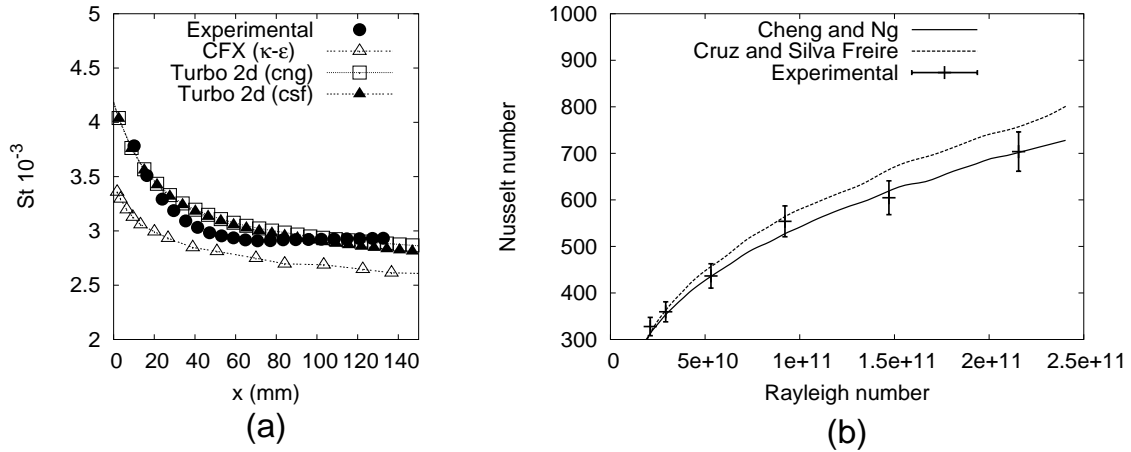 Experimental
CFX (κ-ε)
Turbo 2d (cng)
Turbo 2d (csf)
5
4.5
4
3.5
3
2.5
2
St 10⁻³
0 20 40 60 80 100 120 140
x (mm)
(a)
Cheng and Ng
Cruz and Silva Freire
Experimental
1000
900
800
700
600
500
400
300
Nusselt number
0 5e+10 1e+11 1.5e+11 2e+11 2.5e+11
Rayleigh number
(b)